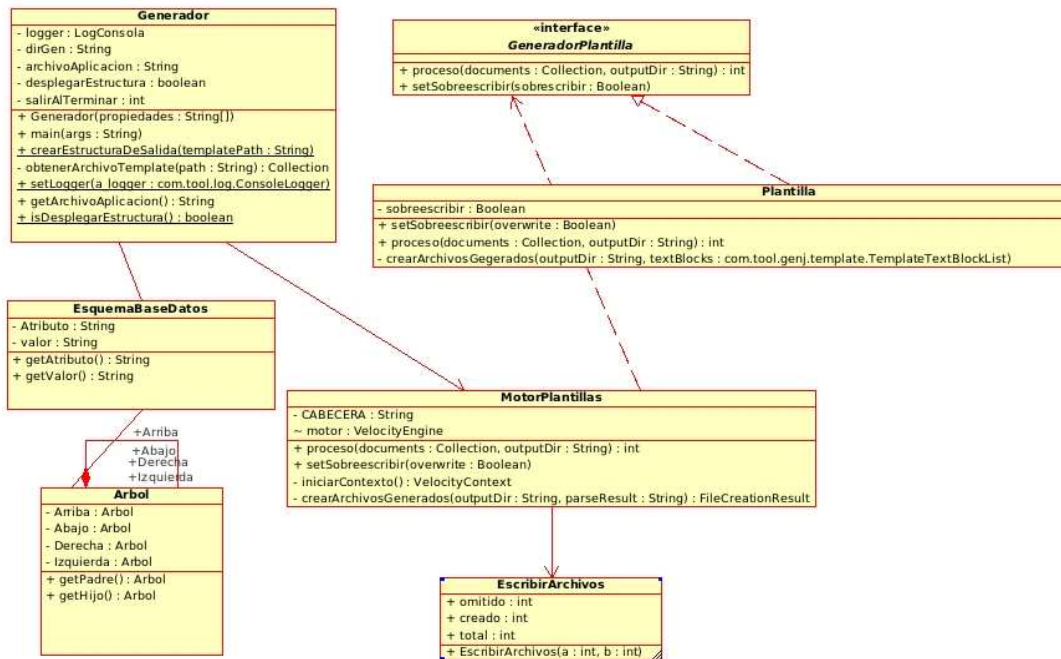 Generador
- logger : LogConsola
- dirGen : String
- archivoAplicacion : String
- desplegarEstructura : boolean
- salirAlTerminar : int
+ Generador(propiedades : String[])
+ main(args : String)
+ crearEstructuraDeSalida(templatePath : String)
- obtenerArchivoTemplate(path : String) : Collection
+ setLogger(a_logger : com.tool.log.ConsoleLogger)
+ getArchivoAplicacion() : String
+ isDesplegarEstructura() : boolean
«interface»
GeneradorPlantilla
+ proceso(documents : Collection, outputDir : String) : int
+ setSobreescribir(sobrescribir : Boolean)
Plantilla
- sobreescribir : Boolean
+ setSobreescribir(overwrite : Boolean)
+ proceso(documents : Collection, outputDir : String) : int
- crearArchivosGegerados(outputDir : String, textBlocks : com.tool.genj.template.TemplateTextBlockList)
EsquemaBaseDatos
- Atributo : String
- valor : String
+ getAtributo() : String
+ getValor() : String
MotorPlantillas
- CABECERA : String
~ motor : VelocityEngine
+ proceso(documents : Collection, outputDir : String) : int
+ setSobreescribir(overwrite : Boolean)
- iniciarContexto() : VelocityContext
- crearArchivosGenerados(outputDir : String, parseResult : String) : FileCreationResult
+Arriba
+Abajo
+Derecha
+Izquierda
Arbol
- Arriba : Arbol
- Abajo : Arbol
- Derecha : Arbol
- Izquierda : Arbol
+ getPadre() : Arbol
+ getHijo() : Arbol
EscribirArchivos
+ omitido : int
+ creado : int
+ total : int
+ EscribirArchivos(a : int, b : int)